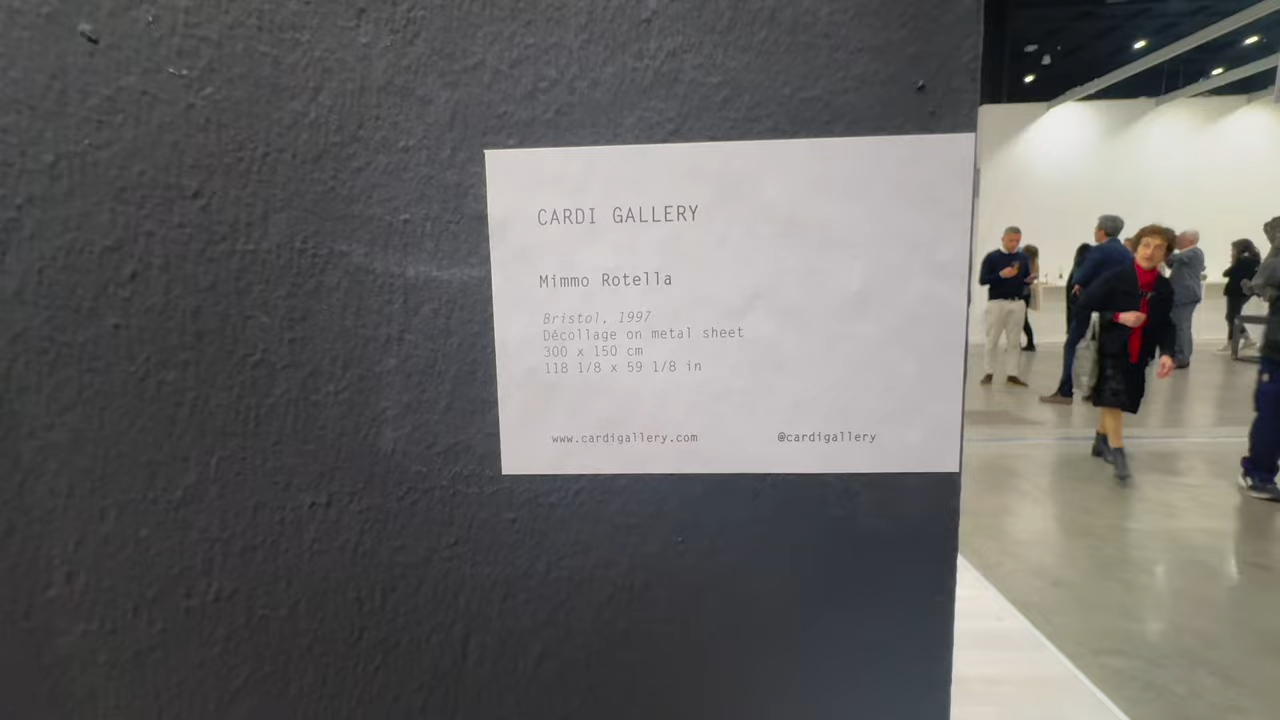 CARDI GALLERY
Mimmo Rotella
Bristol, 1997
Décollage on metal sheet
300 x 150 cm
118 1/8 x 59 1/8 in
www.cardigallery.com @cardigallery